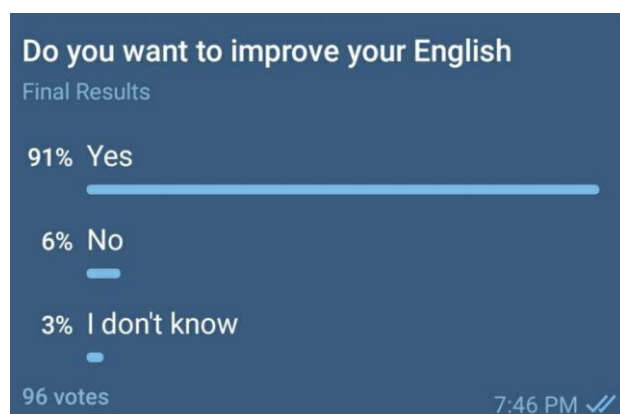 Do you want to improve your English
Final Results
91% Yes
6% No
3% I don't know
96 votes 7:46 PM